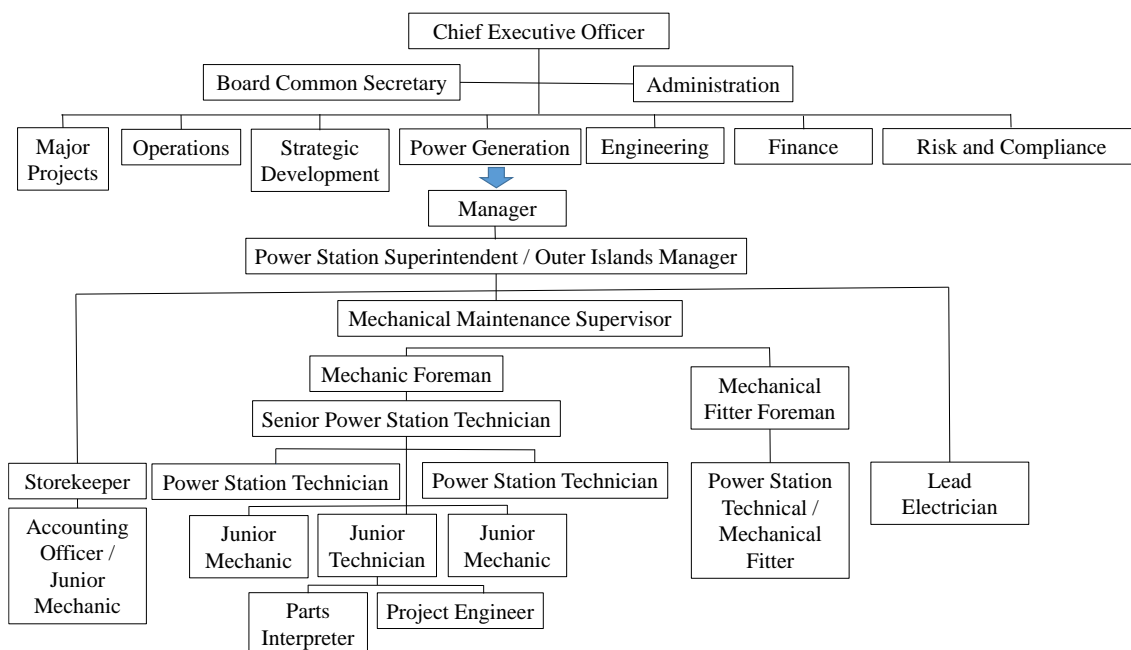 Chief Executive Officer
Board Common Secretary
Administration
Major
Projects
Operations
Strategic
Development
Power Generation
Engineering
Finance
Risk and Compliance
Manager
Power Station Superintendent / Outer Islands Manager
Mechanical Maintenance Supervisor
Mechanic Foreman
Mechanical
Fitter Foreman
Senior Power Station Technician
Storekeeper
Power Station Technician
Power Station Technician
Power Station
Technical /
Mechanical
Fitter
Lead
Electrician
Accounting
Officer /
Junior
Mechanic
Junior
Mechanic
Junior
Technician
Junior
Mechanic
Parts
Interpreter
Project Engineer